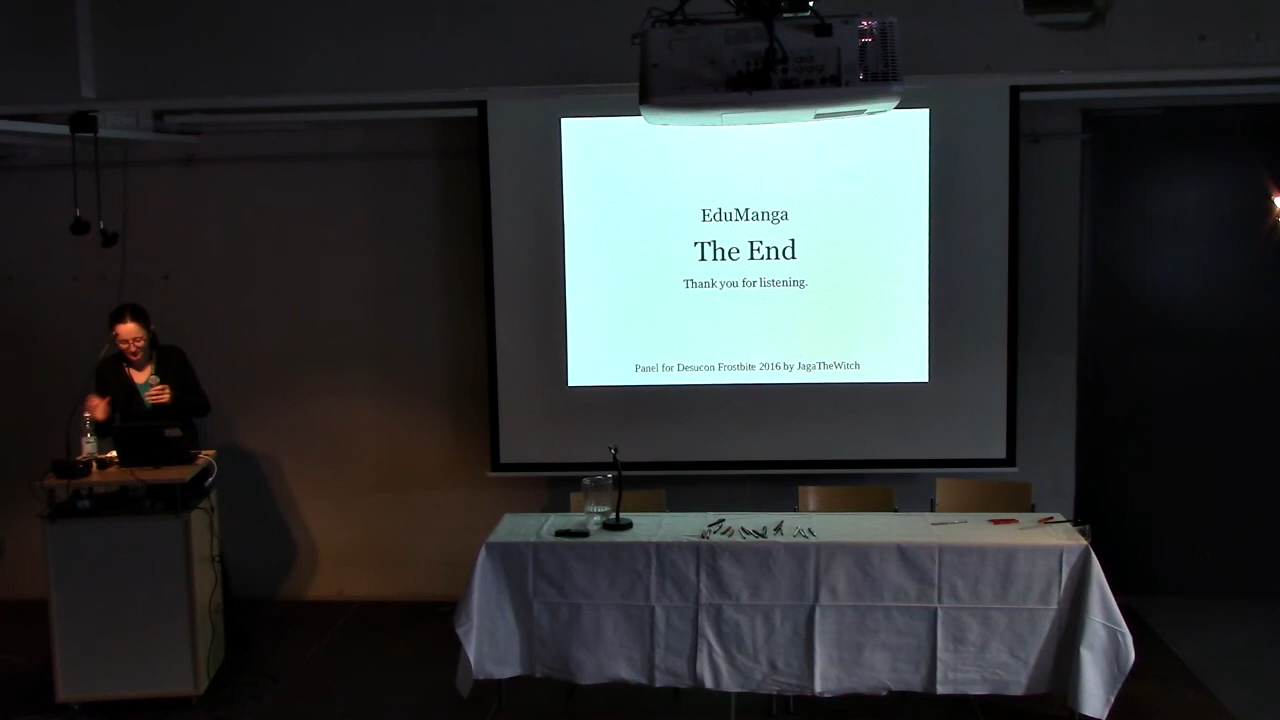 EduManga
The End
Thank you for listening.
Panel for Desucon Frostbite 2016 by JagaTheWitch